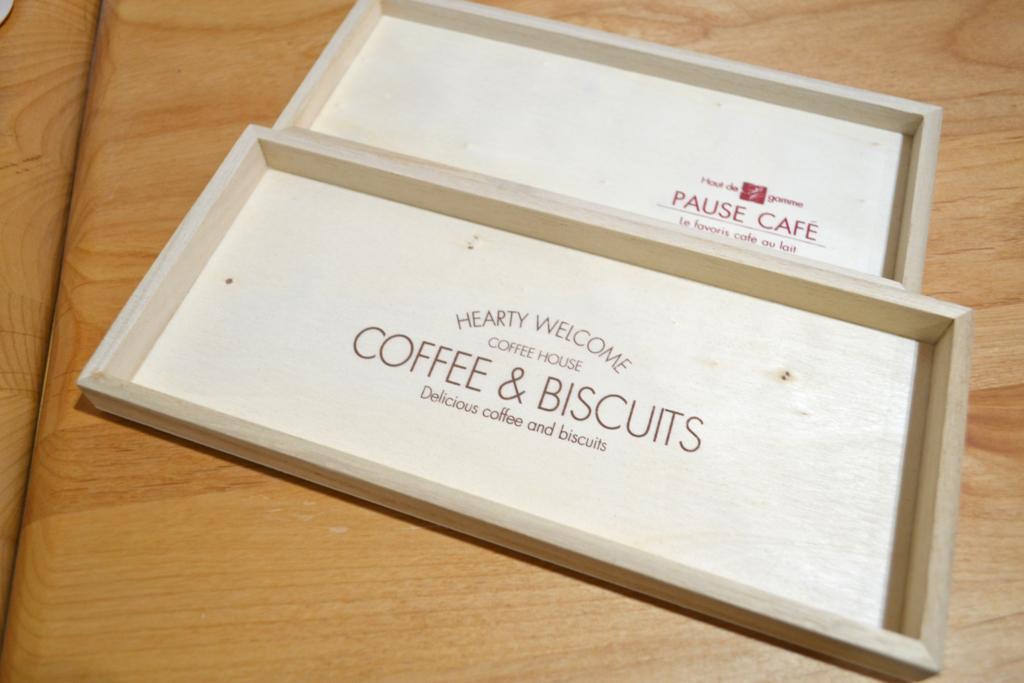 Haut de gamme
PAUSE CAFÉ
Le favoris cafe au lait
HEARTY WELCOME
COFFEE HOUSE
COFFEE & BISCUITS
Delicious coffee and biscuits